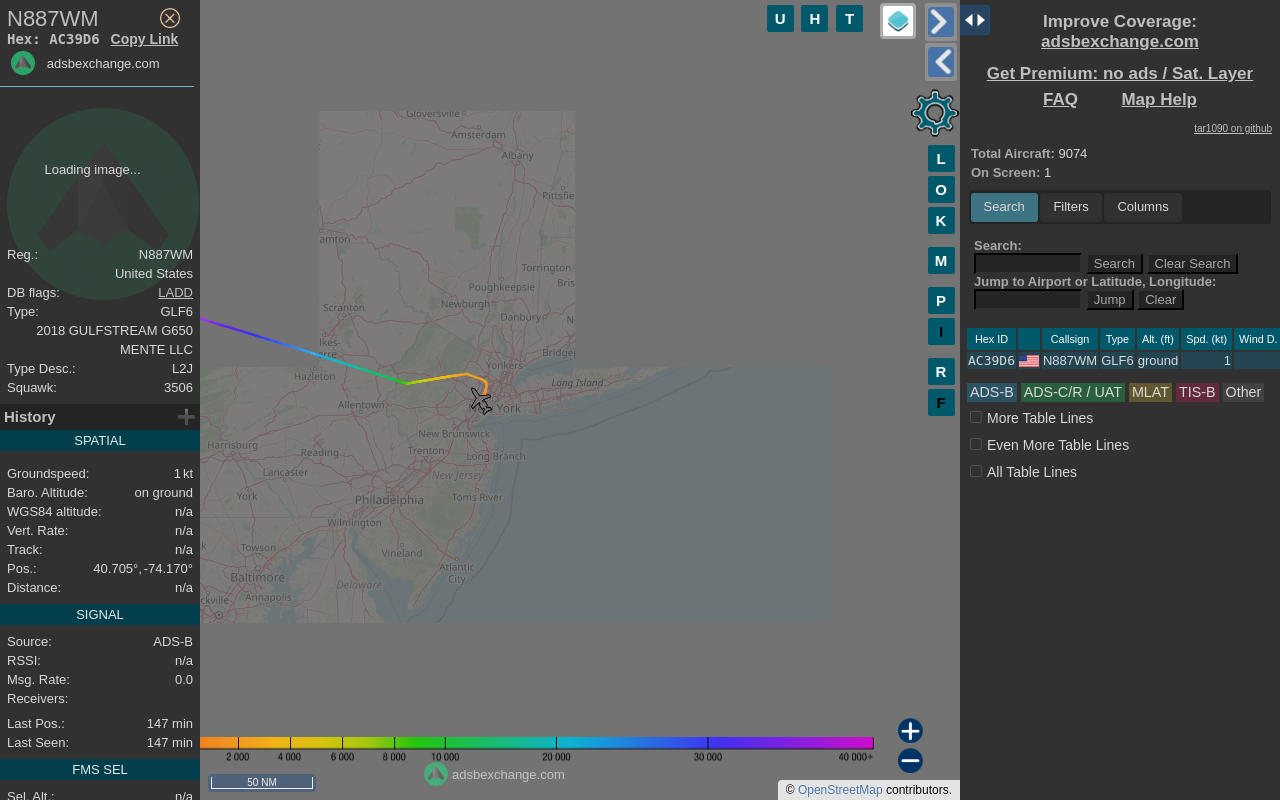 N887WM
Hex: AC39D6 Copy Link
adsbexchange.com
Loading image...
Reg.: N887WM
United States
DB flags: LADD
Type: GLF6
2018 GULFSTREAM G650
MENTE LLC
Type Desc.: L2J
Squawk: 3506
History
SPATIAL
Groundspeed: 1 kt
Baro. Altitude: on ground
WGS84 altitude: n/a
Vert. Rate: n/a
Track: n/a
Pos.: 40.705°, -74.170°
Distance: n/a
SIGNAL
Source: ADS-B
RSSI: n/a
Msg. Rate: 0.0
Receivers:
Last Pos.: 147 min
Last Seen: 147 min
FMS SEL
Sel. Alt.: n/a
U H T
L
O
K
M
P
I
R
F
Gloversville
Amsterdam
Albany
Pittsfie
amton
Torrington
Bris
Poughkeepsie
Newburgh
Scranton
Danbury
N
lkes-
rre
Bridgep
Yonkers
Hazleton
Long Island
Allentown
York
New Brunswick
Harrisburg
Reading
Trenton
Long Branch
Lancaster
New Jersey
York
Philadelphia
Toms River
Wilmington
Towson
Vineland
Atlantic
City
Baltimore
Delaware
Annapolis
ckville
2 000 4 000 6 000 8 000 10 000 20 000 30 000 40 000+
adsbexchange.com
50 NM
© OpenStreetMap contributors.
Improve Coverage:
adsbexchange.com
Get Premium: no ads / Sat. Layer
FAQ Map Help
tar1090 on github
Total Aircraft: 9074
On Screen: 1
Search Filters Columns
Search:
Search Clear Search
Jump to Airport or Latitude, Longitude:
Jump Clear
Hex ID Callsign Type Alt. (ft) Spd. (kt) Wind D.
AC39D6 N887WM GLF6 ground 1
ADS-B ADS-C/R / UAT MLAT TIS-B Other
More Table Lines
Even More Table Lines
All Table Lines